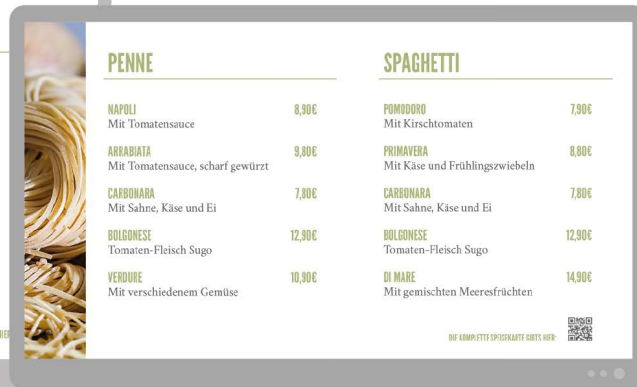 PENNE
NAPOLI 8,90€
Mit Tomatensauce
ARRABIATA 9,80€
Mit Tomatensauce, scharf gewürzt
CARBONARA 7,80€
Mit Sahne, Käse und Ei
BOLGONESE 12,90€
Tomaten-Fleisch Sugo
VERDURE 10,90€
Mit verschiedenem Gemüse
SPAGHETTI
POMODORO 7,90€
Mit Kirschtomaten
PRIMAVERA 8,80€
Mit Käse und Frühlingszwiebeln
CARBONARA 7,80€
Mit Sahne, Käse und Ei
BOLGONESE 12,90€
Tomaten-Fleisch Sugo
DI MARE 14,90€
Mit gemischten Meeresfrüchten
DIE KOMPLETTE SPEISEKARTE GIBTS HIER: